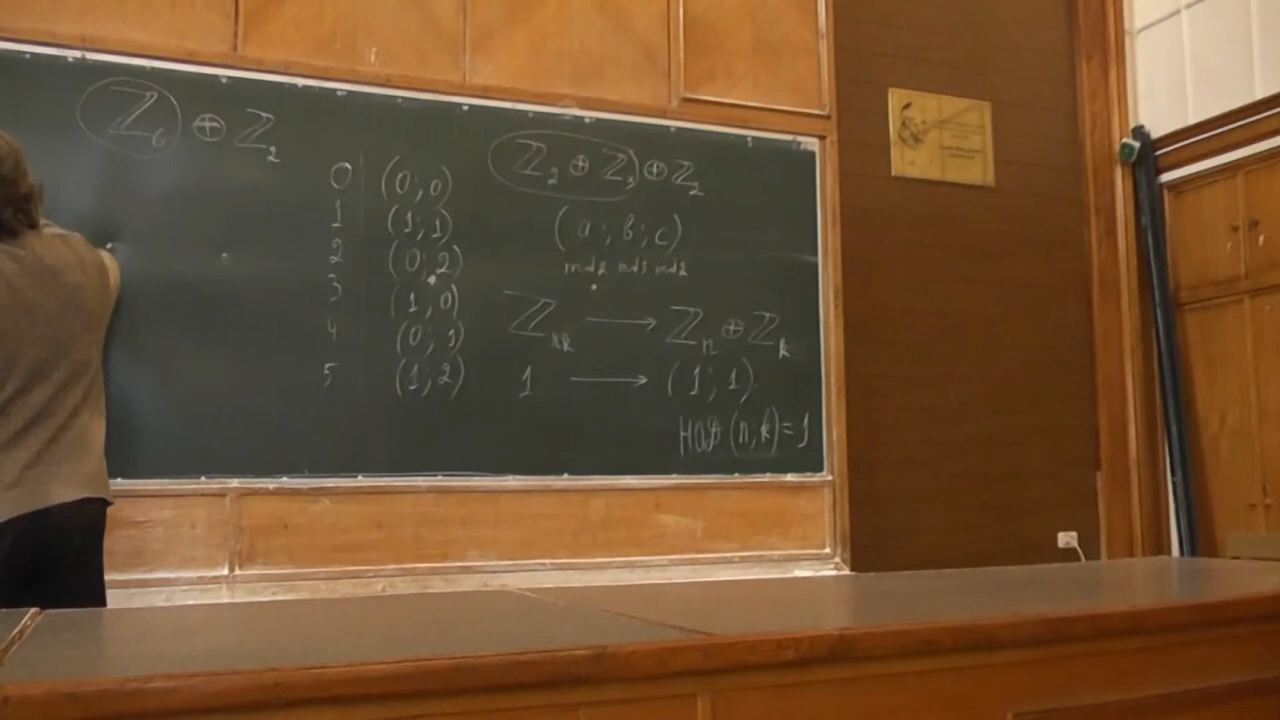 ℤ₆ ⊕ ℤ₂
0 (0; 0)
1 (1; 1)
2 (0; 2)
3 (1; 0)
4 (0; 1)
5 (1; 2)
ℤ₂ ⊕ ℤ₃ ⊕ ℤ₂
(a; b; c)
mod2 mod3 mod2
ℤₙₖ → ℤₙ ⊕ ℤₖ
1 → (1; 1)
НОД (n, k) = 1